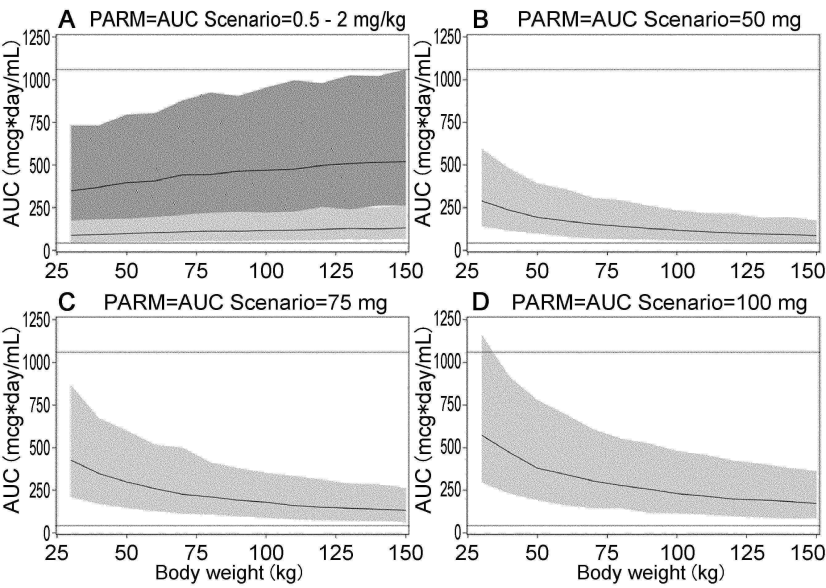 A PARM=AUC Scenario=0.5 - 2 mg/kg
AUC (mcg*day/mL)
1250
1000
750
500
250
0
25 50 75 100 125 150
B PARM=AUC Scenario=50 mg
AUC (mcg*day/mL)
1250
1000
750
500
250
0
25 50 75 100 125 150
C PARM=AUC Scenario=75 mg
AUC (mcg*day/mL)
1250
1000
750
500
250
0
25 50 75 100 125 150
Body weight (kg)
D PARM=AUC Scenario=100 mg
AUC (mcg*day/mL)
1250
1000
750
500
250
0
25 50 75 100 125 150
Body weight (kg)